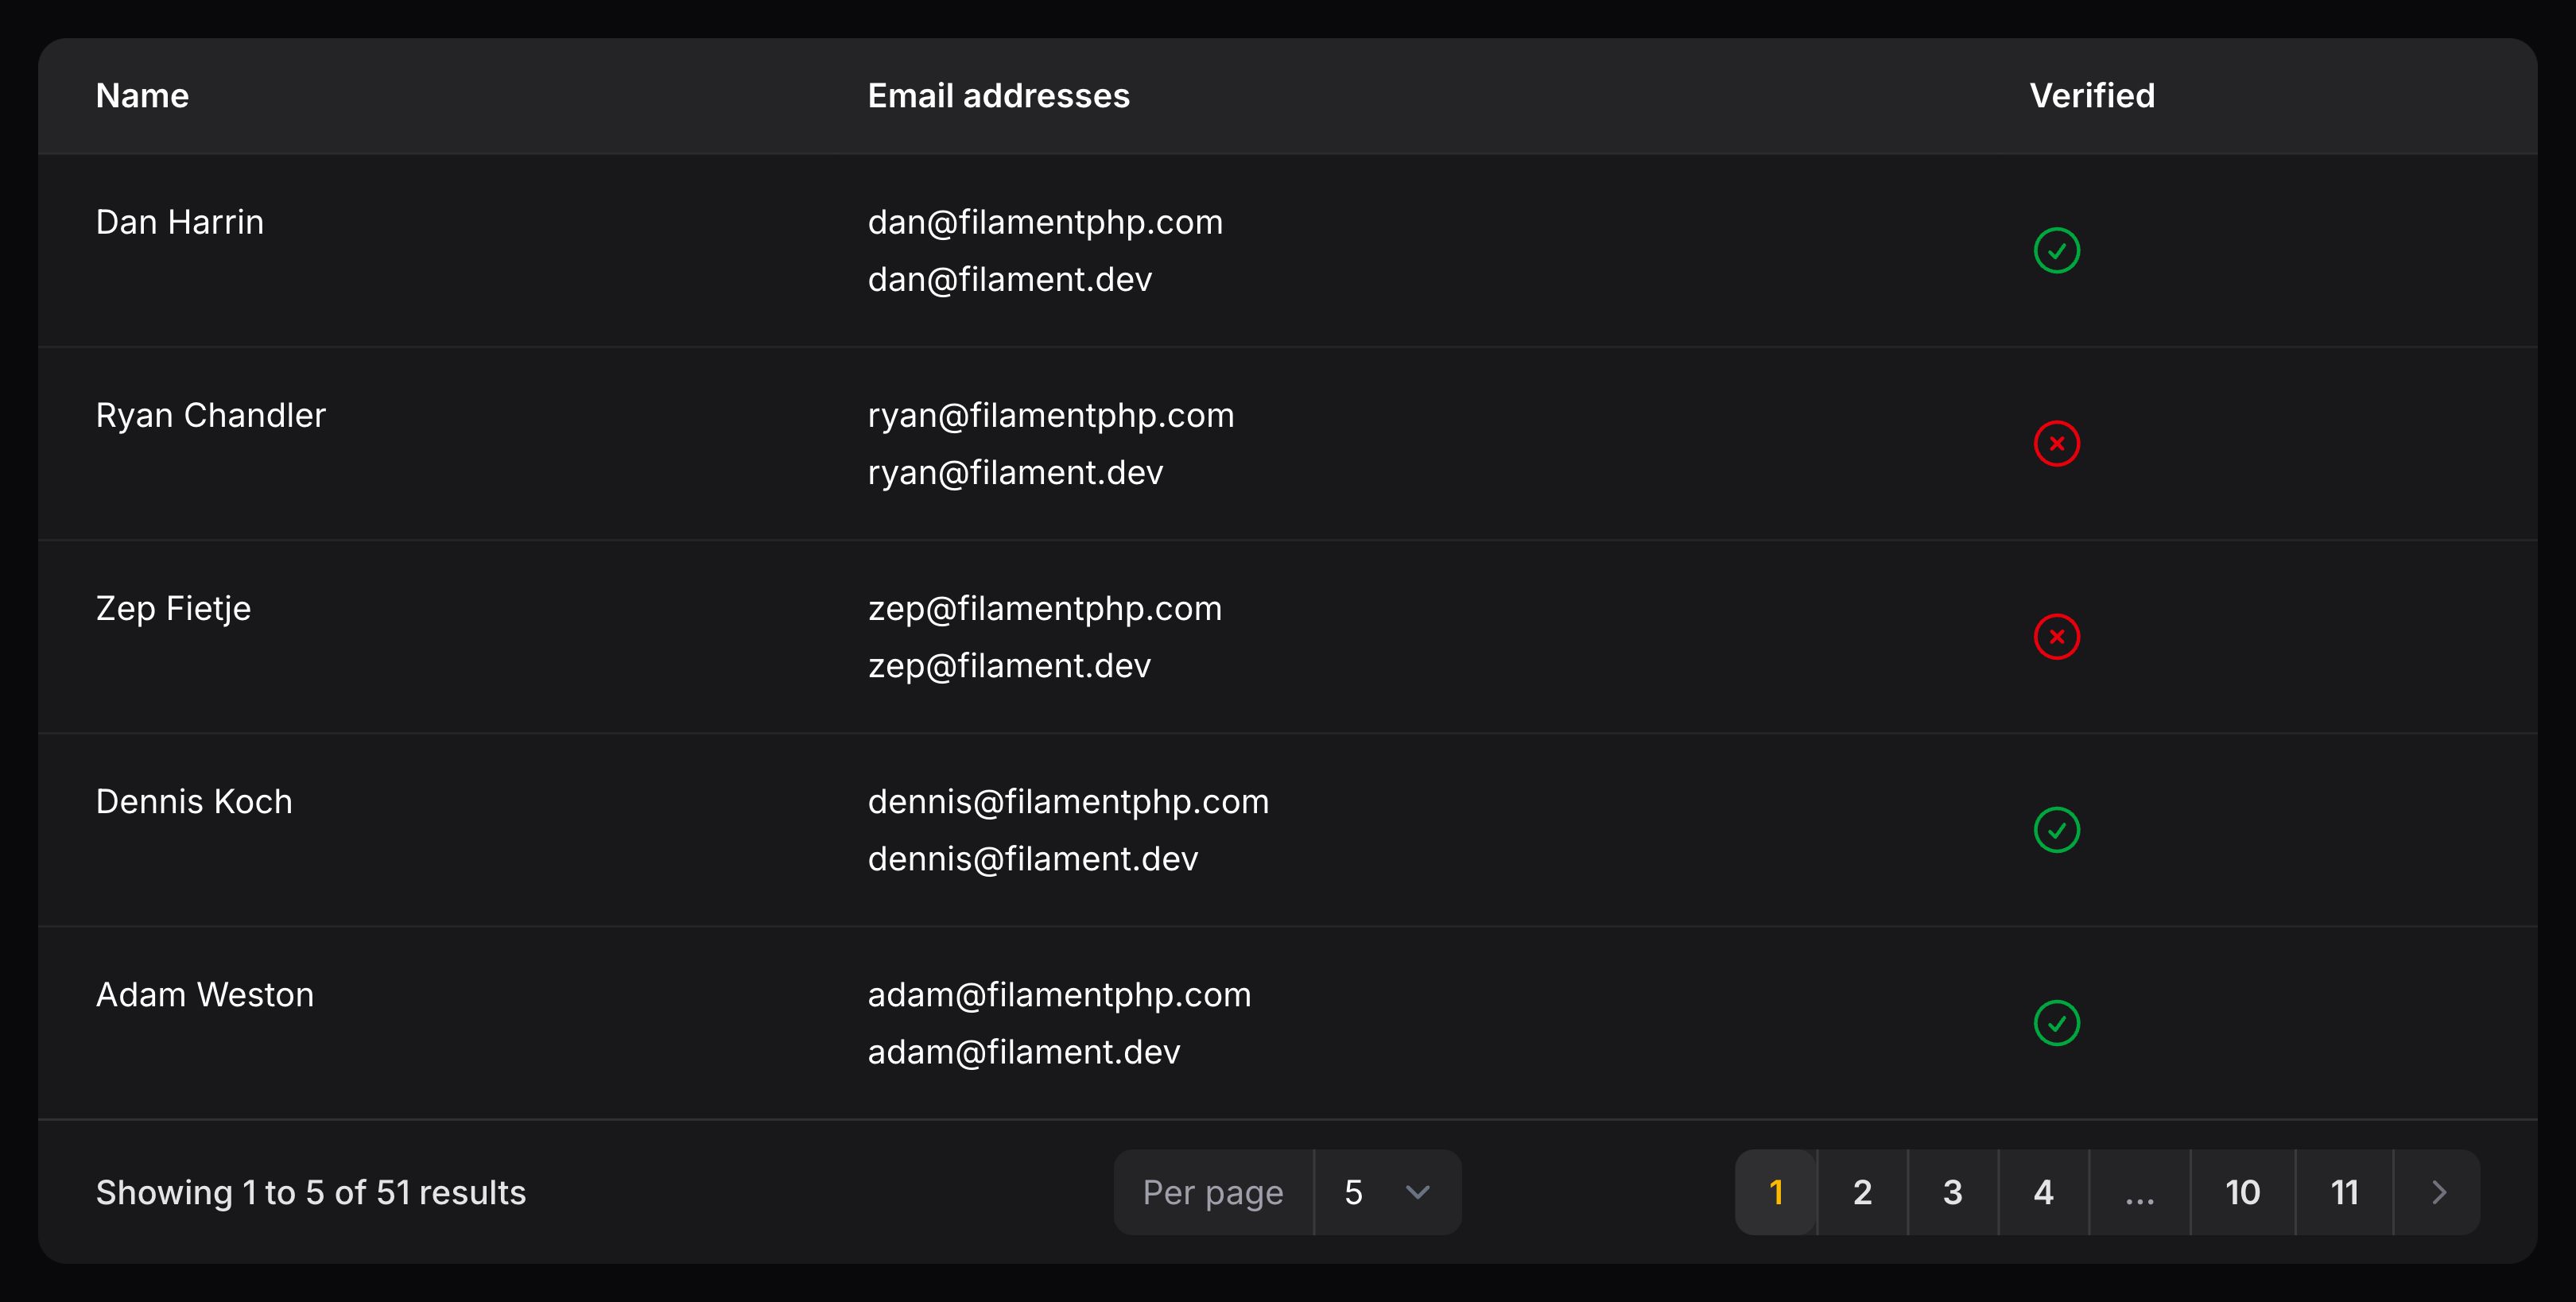 Name Email addresses Verified
Dan Harrin dan@filamentphp.com
dan@filament.dev
Ryan Chandler ryan@filamentphp.com
ryan@filament.dev
Zep Fietje zep@filamentphp.com
zep@filament.dev
Dennis Koch dennis@filamentphp.com
dennis@filament.dev
Adam Weston adam@filamentphp.com
adam@filament.dev
Showing 1 to 5 of 51 results Per page 5 1 2 3 4 ... 10 11